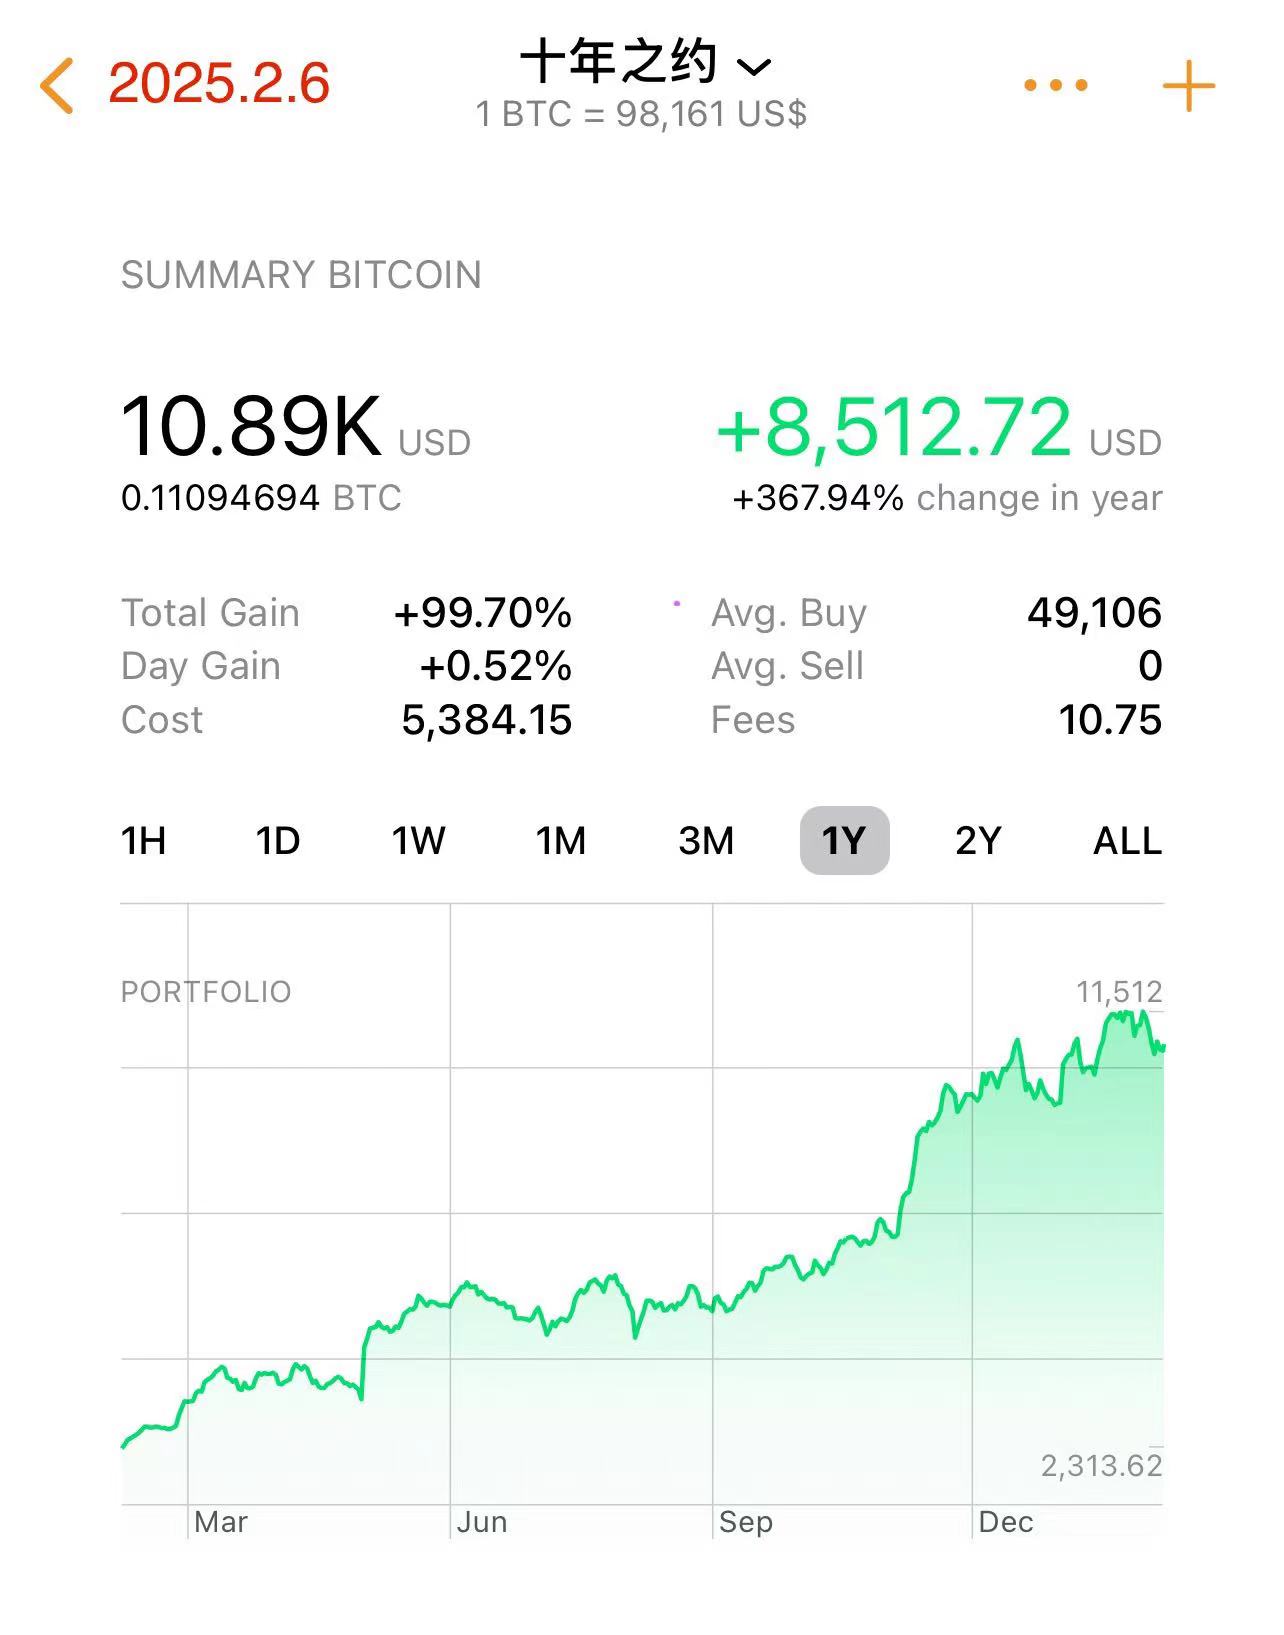 2025.2.6
十年之约
1 BTC = 98,161 US$
SUMMARY BITCOIN
10.89K USD
+8,512.72 USD
0.11094694 BTC
+367.94% change in year
Total Gain +99.70%
Avg. Buy 49,106
Day Gain +0.52%
Avg. Sell 0
Cost 5,384.15
Fees 10.75
1H 1D 1W 1M 3M 1Y 2Y ALL
PORTFOLIO
11,512
2,313.62
Mar Jun Sep Dec